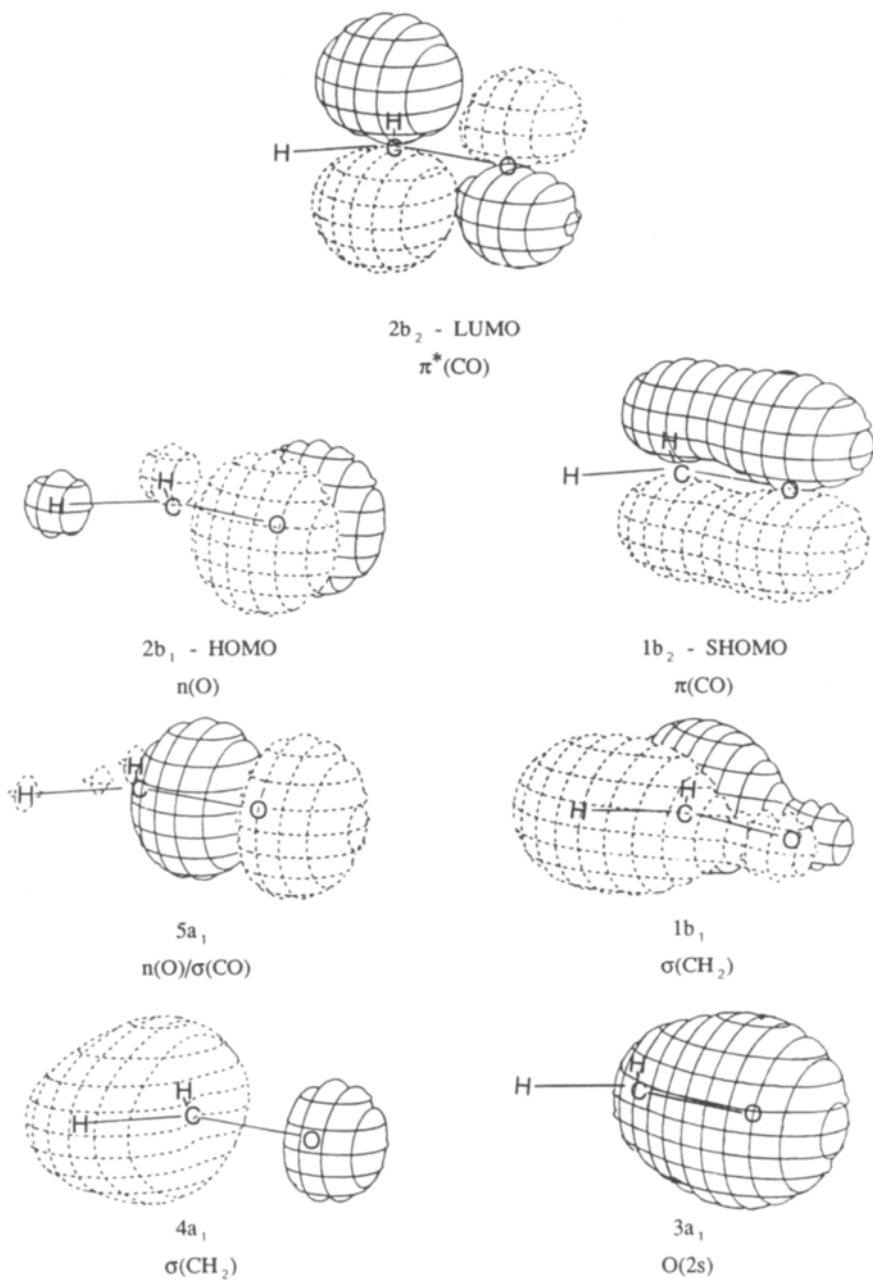 H
H
C
O
2b₂ - LUMO
π*(CO)
H
H
C
O
2b₁ - HOMO
n(O)
H
H
C
O
1b₂ - SHOMO
π(CO)
H
H
C
O
5a₁
n(O)/σ(CO)
H
H
C
O
1b₁
σ(CH₂)
H
H
C
O
4a₁
σ(CH₂)
H
H
C
O
3a₁
O(2s)